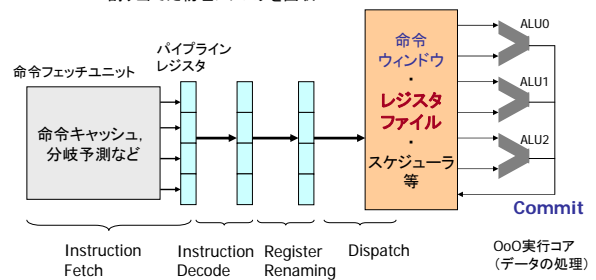 パイプライン
レジスタ
命令フェッチユニット
命令キャッシュ,
分岐予測など
命令
ウィンドウ
・
レジスタ
ファイル
・
スケジューラ
等
ALU0
ALU1
ALU2
Commit
Instruction
Fetch
Instruction
Decode
Register
Renaming
Dispatch
OoO実行コア
(データの処理)